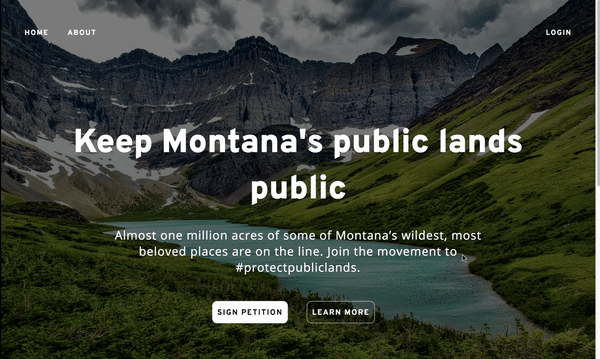 HOME ABOUT LOGIN
Keep Montana's public lands
public
Almost one million acres of some of Montana’s wildest, most
beloved places are on the line. Join the movement to
#protectpubliclands.
SIGN PETITION LEARN MORE